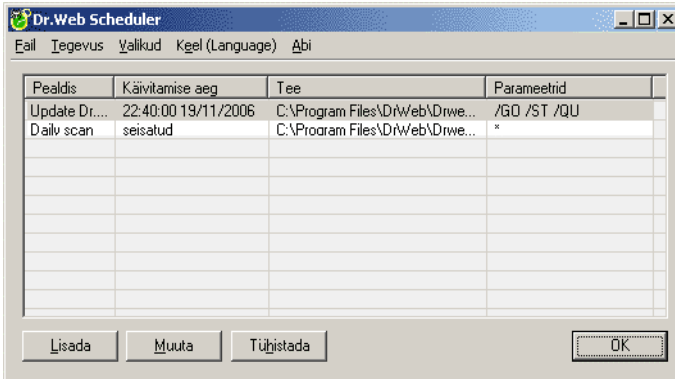 Dr.Web Scheduler
Fail Tegevus Valikud Keel (Language) Abi
Pealdis Käivitamise aeg Tee Parameetrid
Update Dr.... 22:40:00 19/11/2006 C:\Program Files\DrWeb\Drwe... /GO /ST /QU
Daily scan seisatud C:\Program Files\DrWeb\Drwe... *
Lisada Muuta Tühistada OK